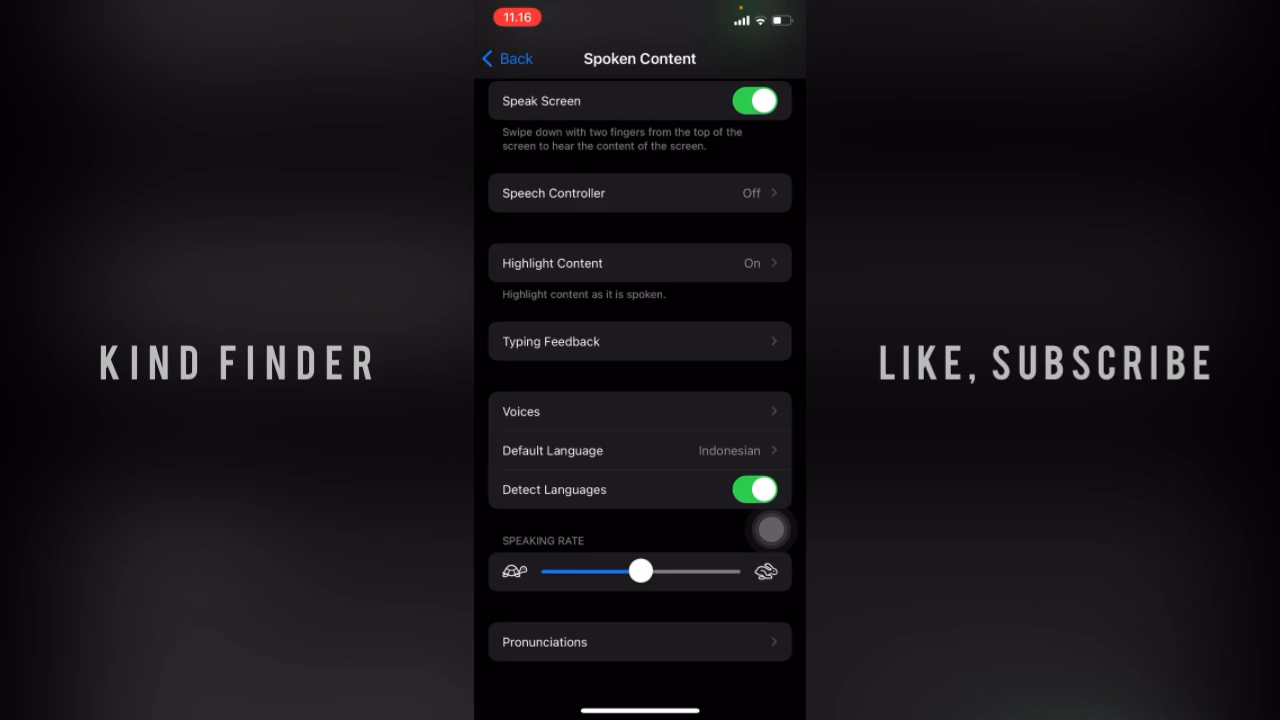 11.16
Back
Spoken Content
Speak Screen
Swipe down with two fingers from the top of the
screen to hear the content of the screen.
Speech Controller Off
Highlight Content On
Highlight content as it is spoken.
Typing Feedback
KIND FINDER
LIKE, SUBSCRIBE
Voices
Default Language Indonesian
Detect Languages
SPEAKING RATE
Pronunciations